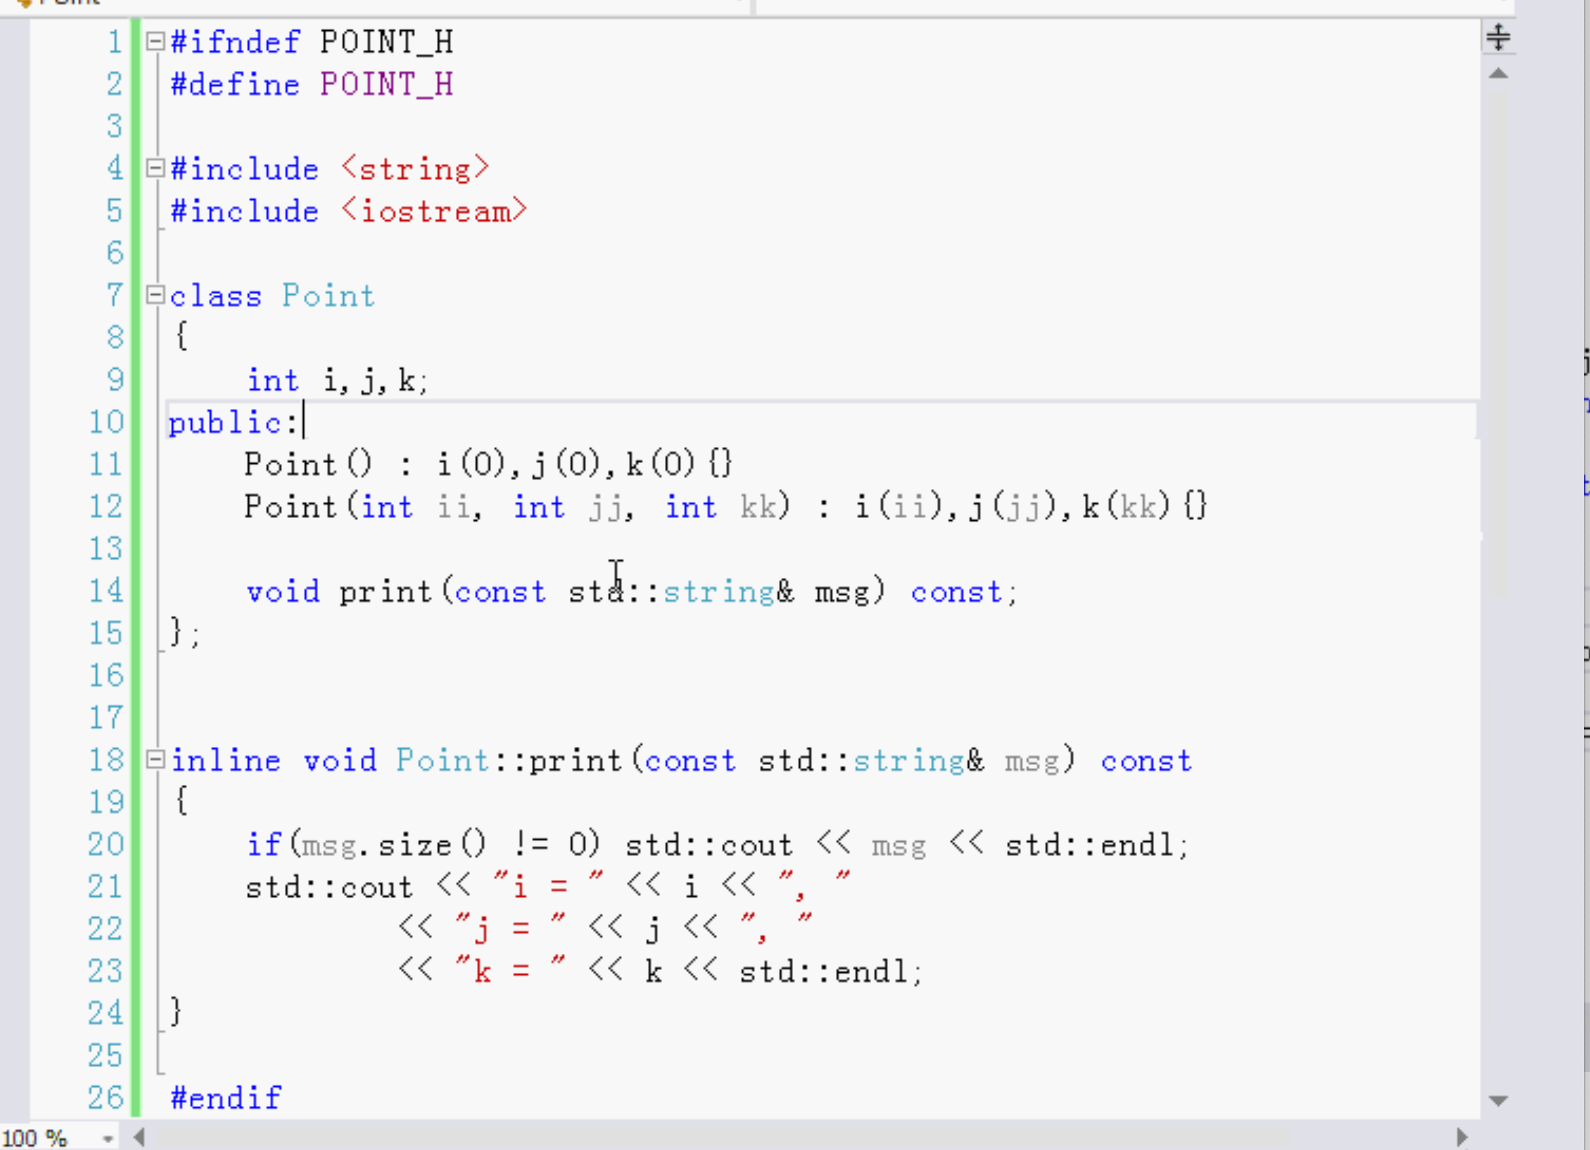 1 #ifndef POINT_H
2 #define POINT_H
3
4 #include <string>
5 #include <iostream>
6
7 class Point
8 {
9     int i,j,k;
10 public:
11     Point() : i(0),j(0),k(0){}
12     Point(int ii, int jj, int kk) : i(ii),j(jj),k(kk){}
13
14     void print(const std::string& msg) const;
15 };
16
17
18 inline void Point::print(const std::string& msg) const
19 {
20     if(msg.size() != 0) std::cout << msg << std::endl;
21     std::cout << "i = " << i << ", "
22             << "j = " << j << ", "
23             << "k = " << k << std::endl;
24 }
25
26 #endif
100 %